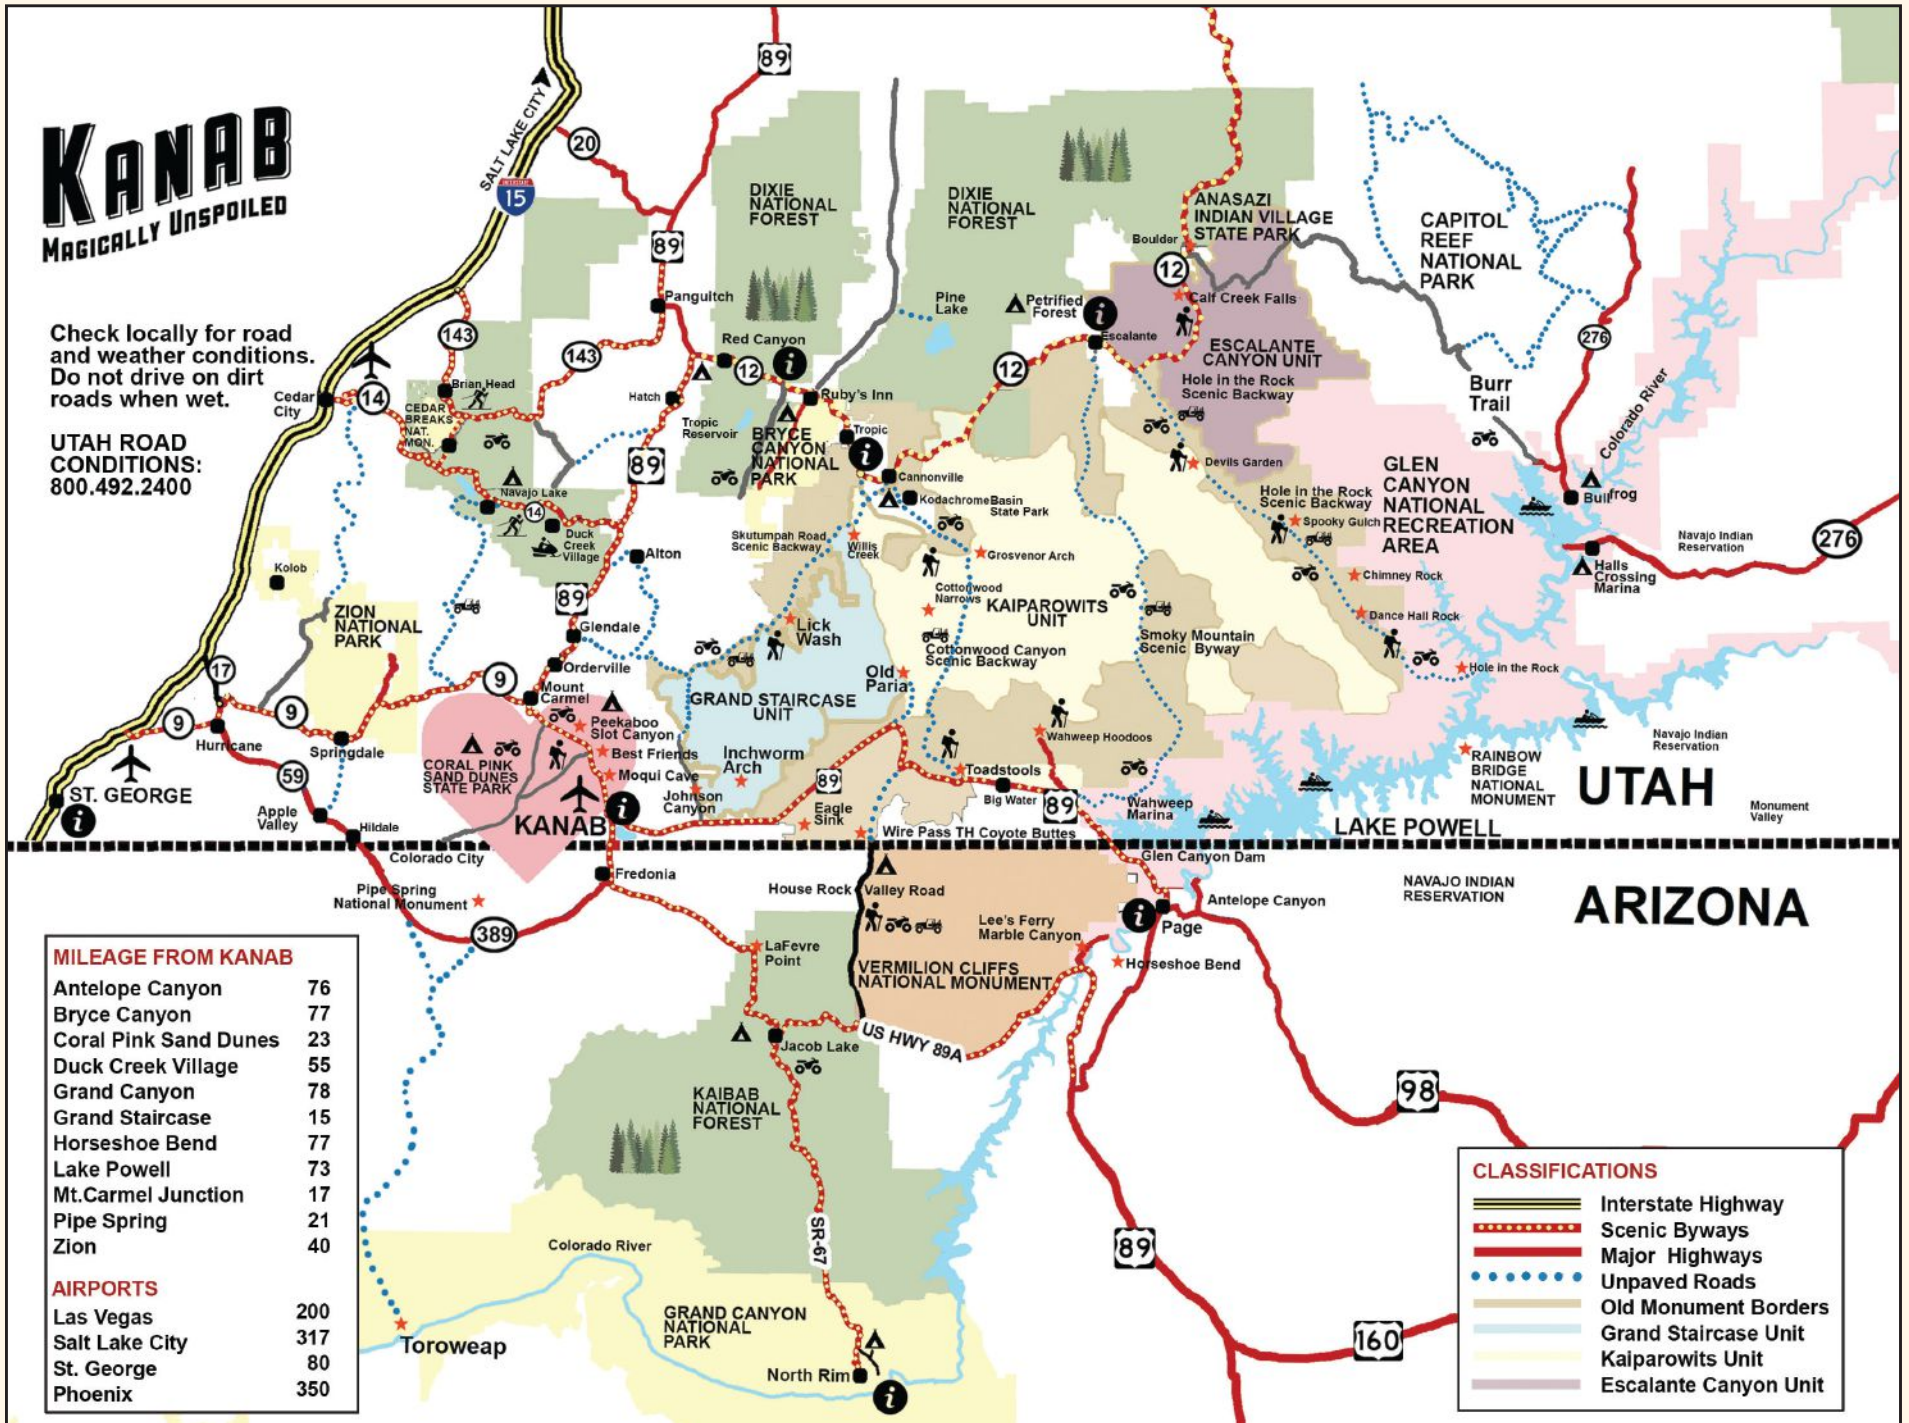 KANAB
MAGICALLY UNSPOILED
Check locally for road
and weather conditions.
Do not drive on dirt
roads when wet.
UTAH ROAD
CONDITIONS:
800.492.2400
SALT LAKE CITY
INTERSTATE
15
20
89
89
143
143
14
Cedar
City
Brian Head
CEDAR
BREAKS
NAT.
MON.
Panguitch
Hatch
Red Canyon
12
Ruby's Inn
Tropic
Reservoir
BRYCE
CANYON
NATIONAL
PARK
Tropic
Cannonville
Kodachrome Basin
State Park
DIXIE
NATIONAL
FOREST
DIXIE
NATIONAL
FOREST
Pine
Lake
Petrified
Forest
Escalante
12
12
Boulder
ANASAZI
INDIAN VILLAGE
STATE PARK
Calf Creek Falls
ESCALANTE
CANYON UNIT
Hole in the Rock
Scenic Backway
CAPITOL
REEF
NATIONAL
PARK
276
Burr
Trail
Colorado River
Bullfrog
Halls
Crossing
Marina
Navajo Indian
Reservation
276
GLEN
CANYON
NATIONAL
RECREATION
AREA
Devils Garden
Hole in the Rock
Scenic Backway
Spooky Gulch
Chimney Rock
Dance Hall Rock
Hole in the Rock
89
Navajo Lake
14
Duck
Creek
Village
Alton
89
Glendale
Orderville
Mount
Carmel
9
Kolob
ZION
NATIONAL
PARK
17
9
9
Hurricane
Springdale
59
ST. GEORGE
Apple
Valley
Hildale
Colorado City
CORAL PINK
SAND DUNES
STATE PARK
Peekaboo
Slot Canyon
Best Friends
Moqui Cave
Johnson
Canyon
KANAB
Skutumpah Road
Scenic Backway
Willis
Creek
Grosvenor Arch
Cottonwood
Narrows
KAIPAROWITS
UNIT
Lick
Wash
Cottonwood Canyon
Scenic Backway
Smoky Mountain
Scenic Byway
Old
Paria
GRAND STAIRCASE
UNIT
Inchworm
Arch
89
Eagle
Sink
Wahweep Hoodoos
Toadstools
Big Water
89
Wahweep
Marina
Wire Pass TH Coyote Buttes
LAKE POWELL
RAINBOW
BRIDGE
NATIONAL
MONUMENT
Navajo Indian
Reservation
UTAH
Monument
Valley
Glen Canyon Dam
NAVAJO INDIAN
RESERVATION
ARIZONA
Antelope Canyon
Page
Horseshoe Bend
Fredonia
Pipe Spring
National Monument
389
House Rock Valley Road
Lee's Ferry
Marble Canyon
VERMILION CLIFFS
NATIONAL MONUMENT
LaFevre
Point
US HWY 89A
Jacob Lake
KAIBAB
NATIONAL
FOREST
SR-67
98
89
160
Colorado River
GRAND CANYON
NATIONAL
PARK
North Rim
Toroweap
MILEAGE FROM KANAB
Antelope Canyon 76
Bryce Canyon 77
Coral Pink Sand Dunes 23
Duck Creek Village 55
Grand Canyon 78
Grand Staircase 15
Horseshoe Bend 77
Lake Powell 73
Mt.Carmel Junction 17
Pipe Spring 21
Zion 40
AIRPORTS
Las Vegas 200
Salt Lake City 317
St. George 80
Phoenix 350
CLASSIFICATIONS
Interstate Highway
Scenic Byways
Major Highways
Unpaved Roads
Old Monument Borders
Grand Staircase Unit
Kaiparowits Unit
Escalante Canyon Unit